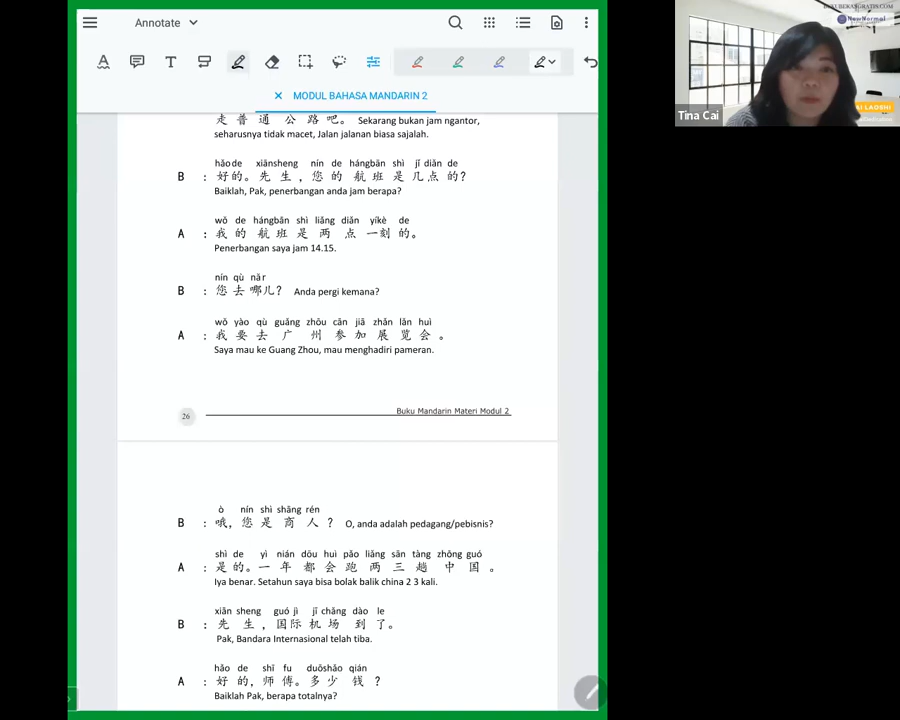 Annotate
MODUL BAHASA MANDARIN 2
走 普 通 公 路 吧。 Sekarang bukan jam ngantor,
seharusnya tidak macet, Jalan jalanan biasa sajalah.
hǎo de xiānsheng nín de hángbān shì jǐ diǎn de
B : 好 的。 先 生 , 您 的 航 班 是 几 点 的?
Baiklah, Pak, penerbangan anda jam berapa?
wǒ de hángbān shì liǎng diǎn yíkè de
A : 我 的 航 班 是 两 点 一刻 的。
Penerbangan saya jam 14.15.
nín qù nǎr
B : 您 去 哪儿? Anda pergi kemana?
wǒ yào qù guǎng zhōu cān jiā zhǎn lǎn huì
A : 我 要 去 广 州 参 加 展 览 会 。
Saya mau ke Guang Zhou, mau menghadiri pameran.
26
Buku Mandarin Materi Modul 2
ò nín shì shāng rén
B : 哦, 您 是 商 人 ? O, anda adalah pedagang/pebisnis?
shì de yì nián dōu huì pǎo liǎng sān tàng zhōng guó
A : 是 的。 一 年 都 会 跑 两 三 趟 中 国 。
Iya benar. Setahun saya bisa bolak balik china 2 3 kali.
xiān sheng guó jì jī chǎng dào le
B : 先 生 , 国际 机 场 到 了。
Pak, Bandara Internasional telah tiba.
hǎo de shī fu duōshǎo qián
A : 好 的, 师 傅。 多 少 钱 ?
Baiklah Pak, berapa totalnya?
NewNormal
AI LAOSHI
Tina Cai